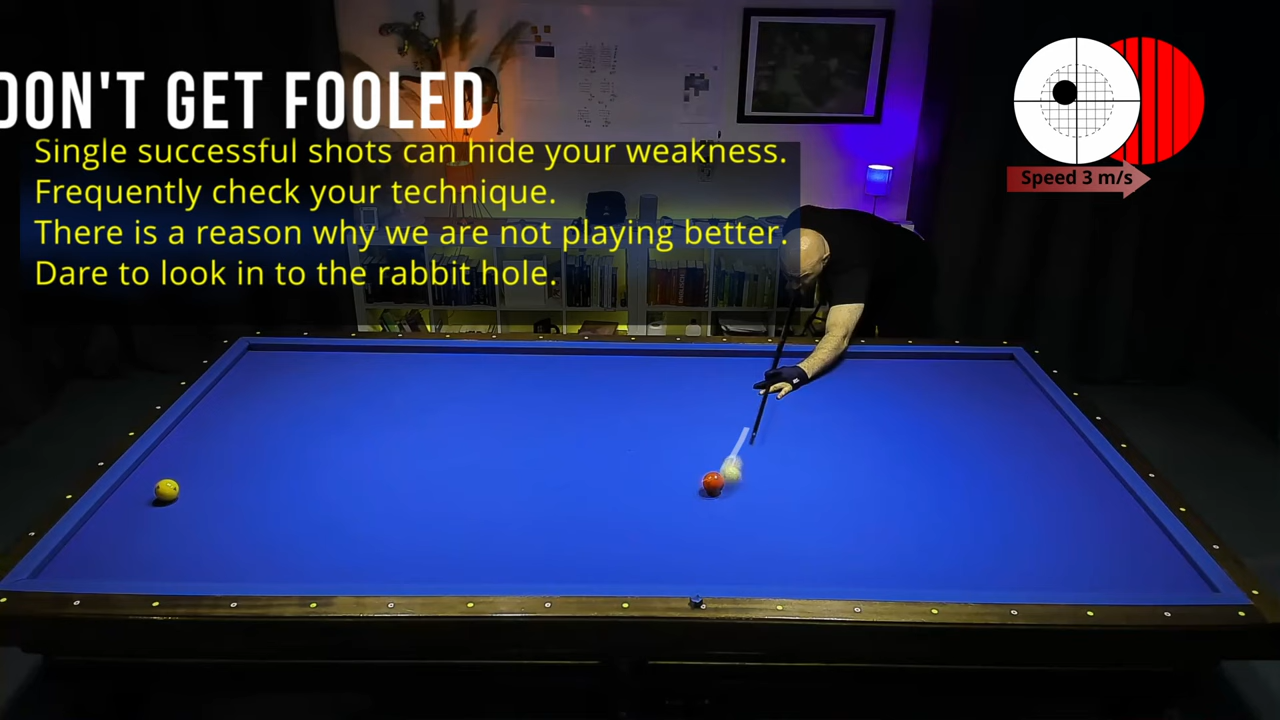 DON'T GET FOOLED
Single successful shots can hide your weakness.
Frequently check your technique.
There is a reason why we are not playing better.
Dare to look in to the rabbit hole.
Speed 3 m/s